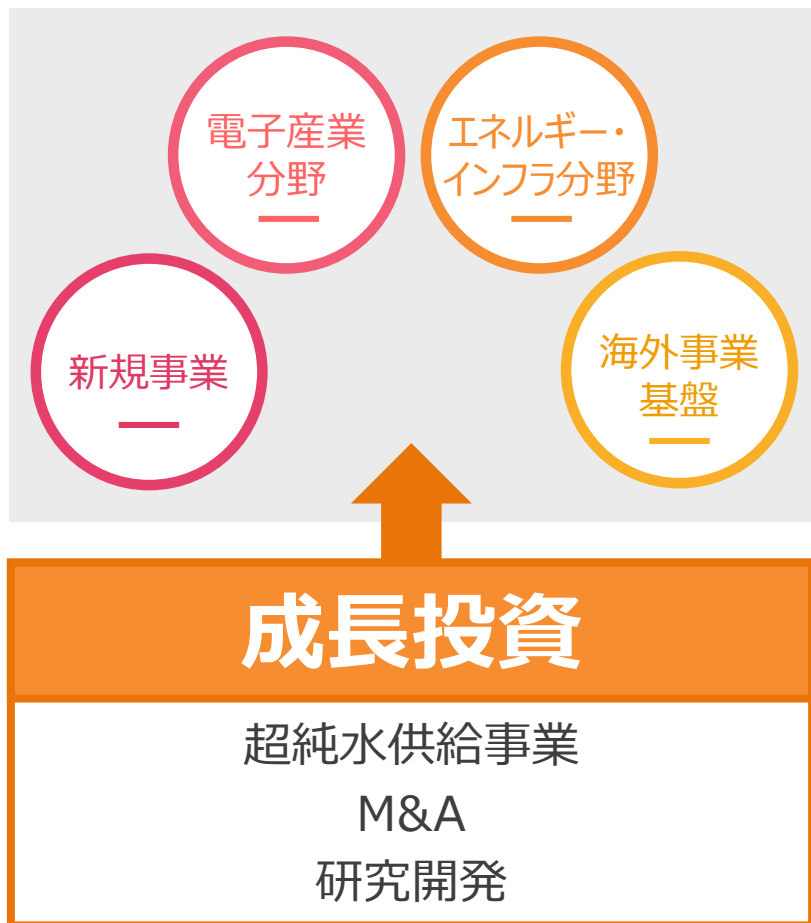 電子産業
分野
エネルギー・
インフラ分野
新規事業
海外事業
基盤
成長投資
超純水供給事業
M&A
研究開発